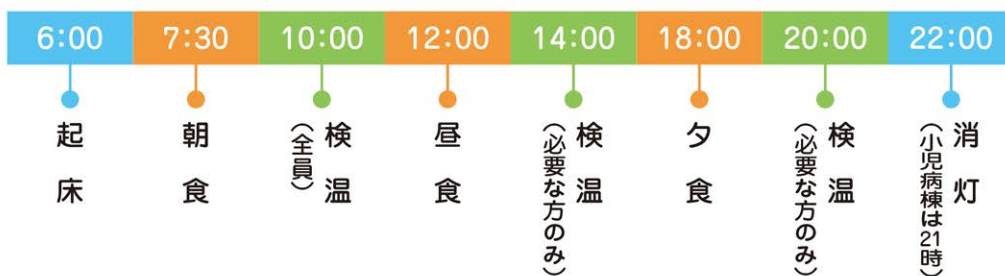 6:00
7:30
10:00
12:00
14:00
18:00
20:00
22:00
起床
朝食
検温
（全員）
昼食
検温
（必要な方のみ）
夕食
検温
（必要な方のみ）
消灯
（小児病棟は21時）